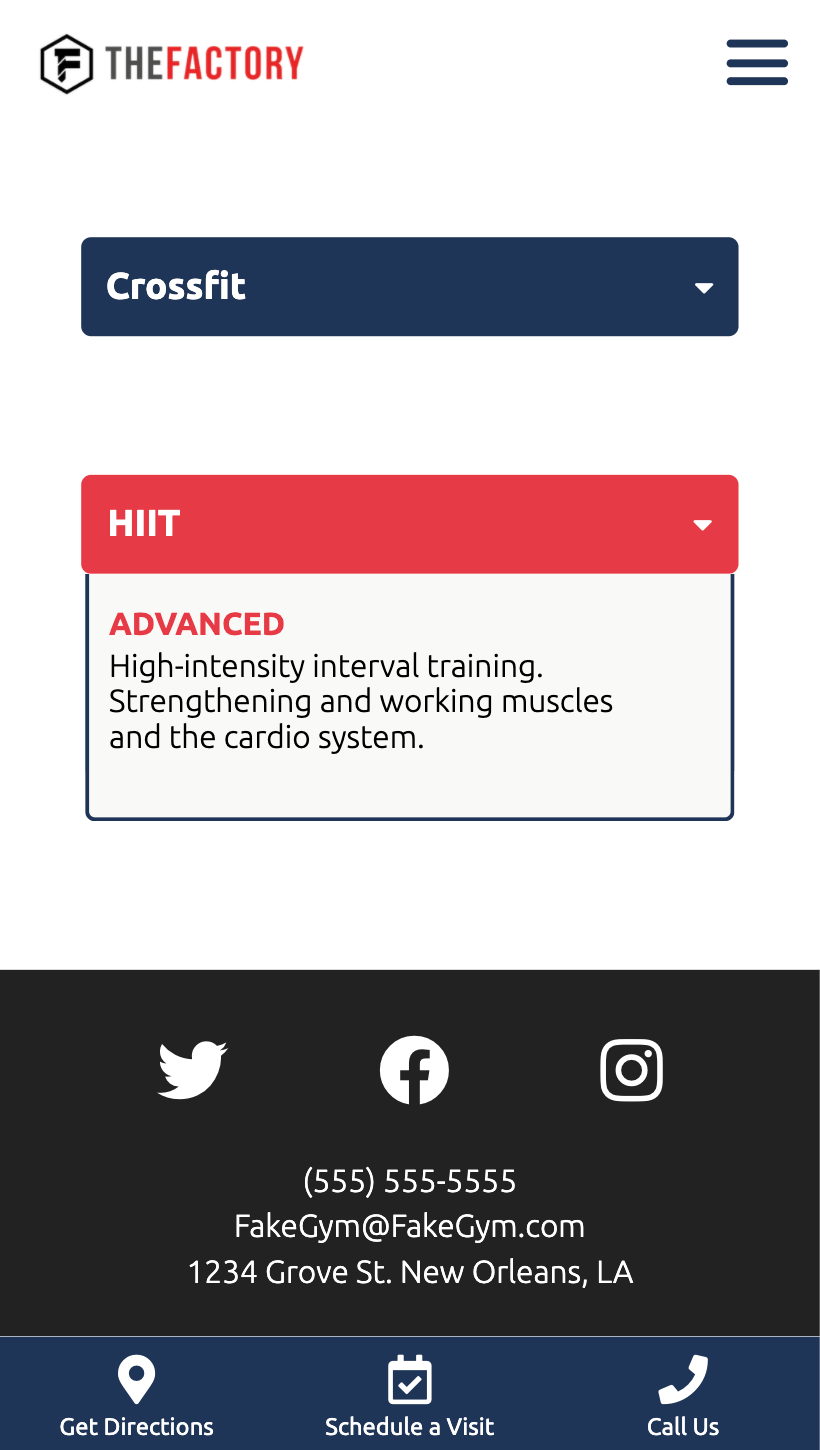 THEFACTORY
Crossfit
HIIT
ADVANCED
High-intensity interval training.
Strengthening and working muscles
and the cardio system.
(555) 555-5555
FakeGym@FakeGym.com
1234 Grove St. New Orleans, LA
Get Directions
Schedule a Visit
Call Us